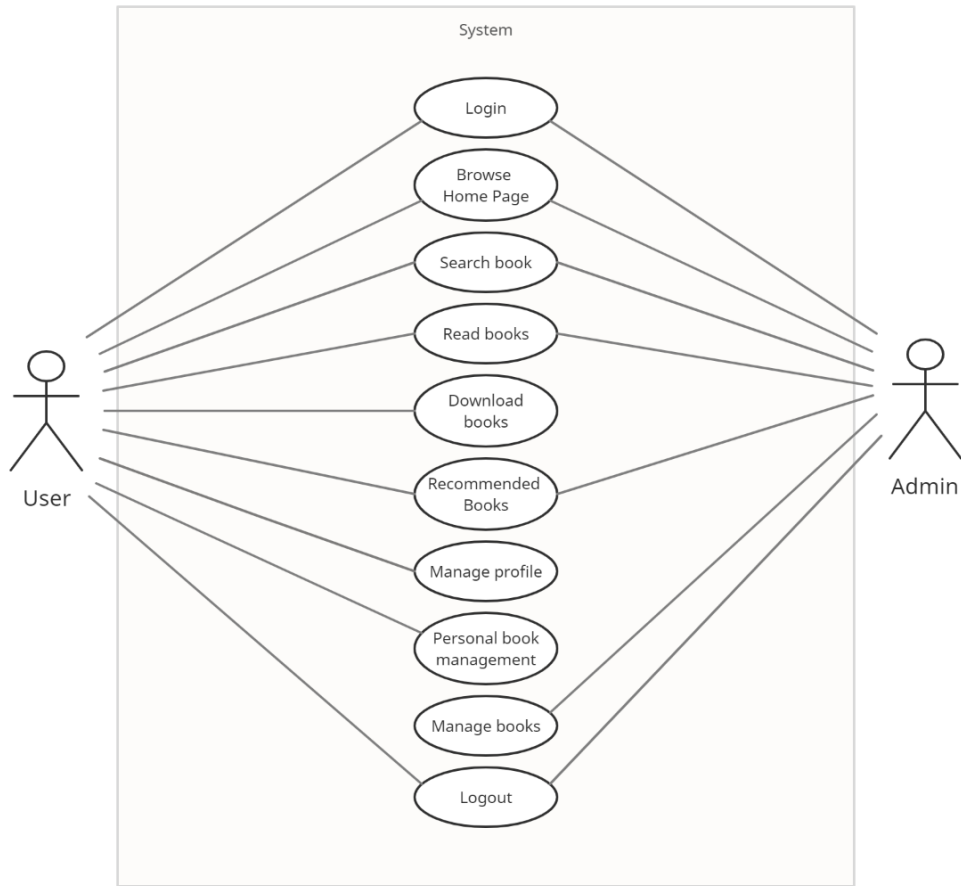 System
Login
Browse
Home Page
Search book
Read books
Download
books
Recommended
Books
User
Admin
Manage profile
Personal book
management
Manage books
Logout